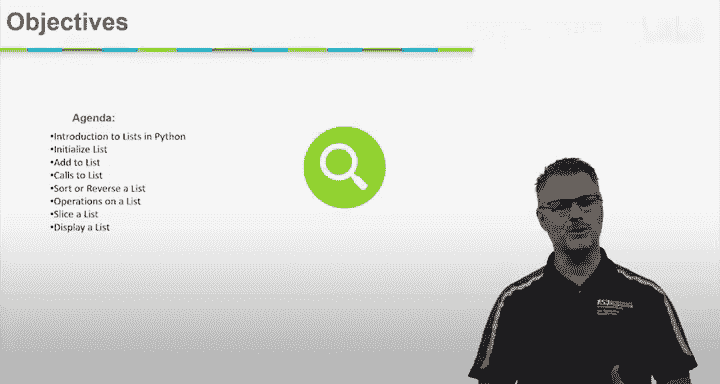 Objectives
Agenda:
•Introduction to Lists in Python
•Initialize List
•Add to List
•Calls to List
•Sort or Reverse a List
•Operations on a List
•Slice a List
•Display a List